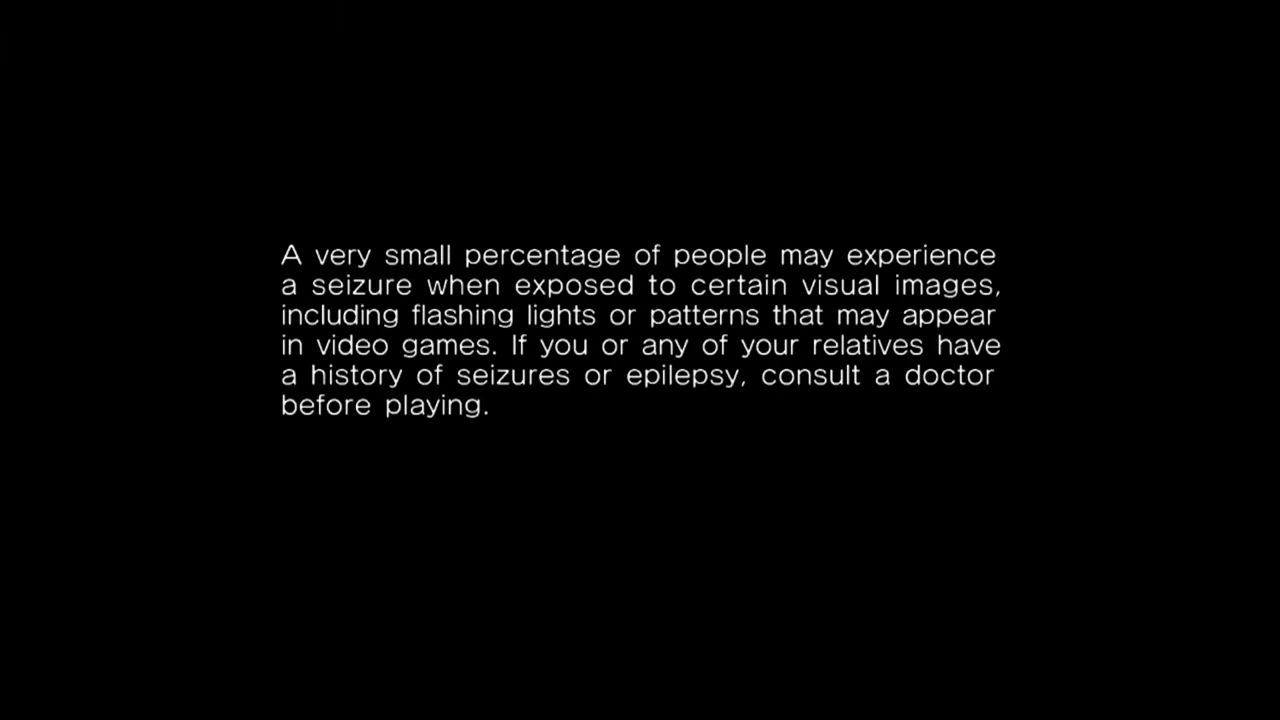 A very small percentage of people may experience
a seizure when exposed to certain visual images,
including flashing lights or patterns that may appear
in video games. If you or any of your relatives have
a history of seizures or epilepsy, consult a doctor
before playing.